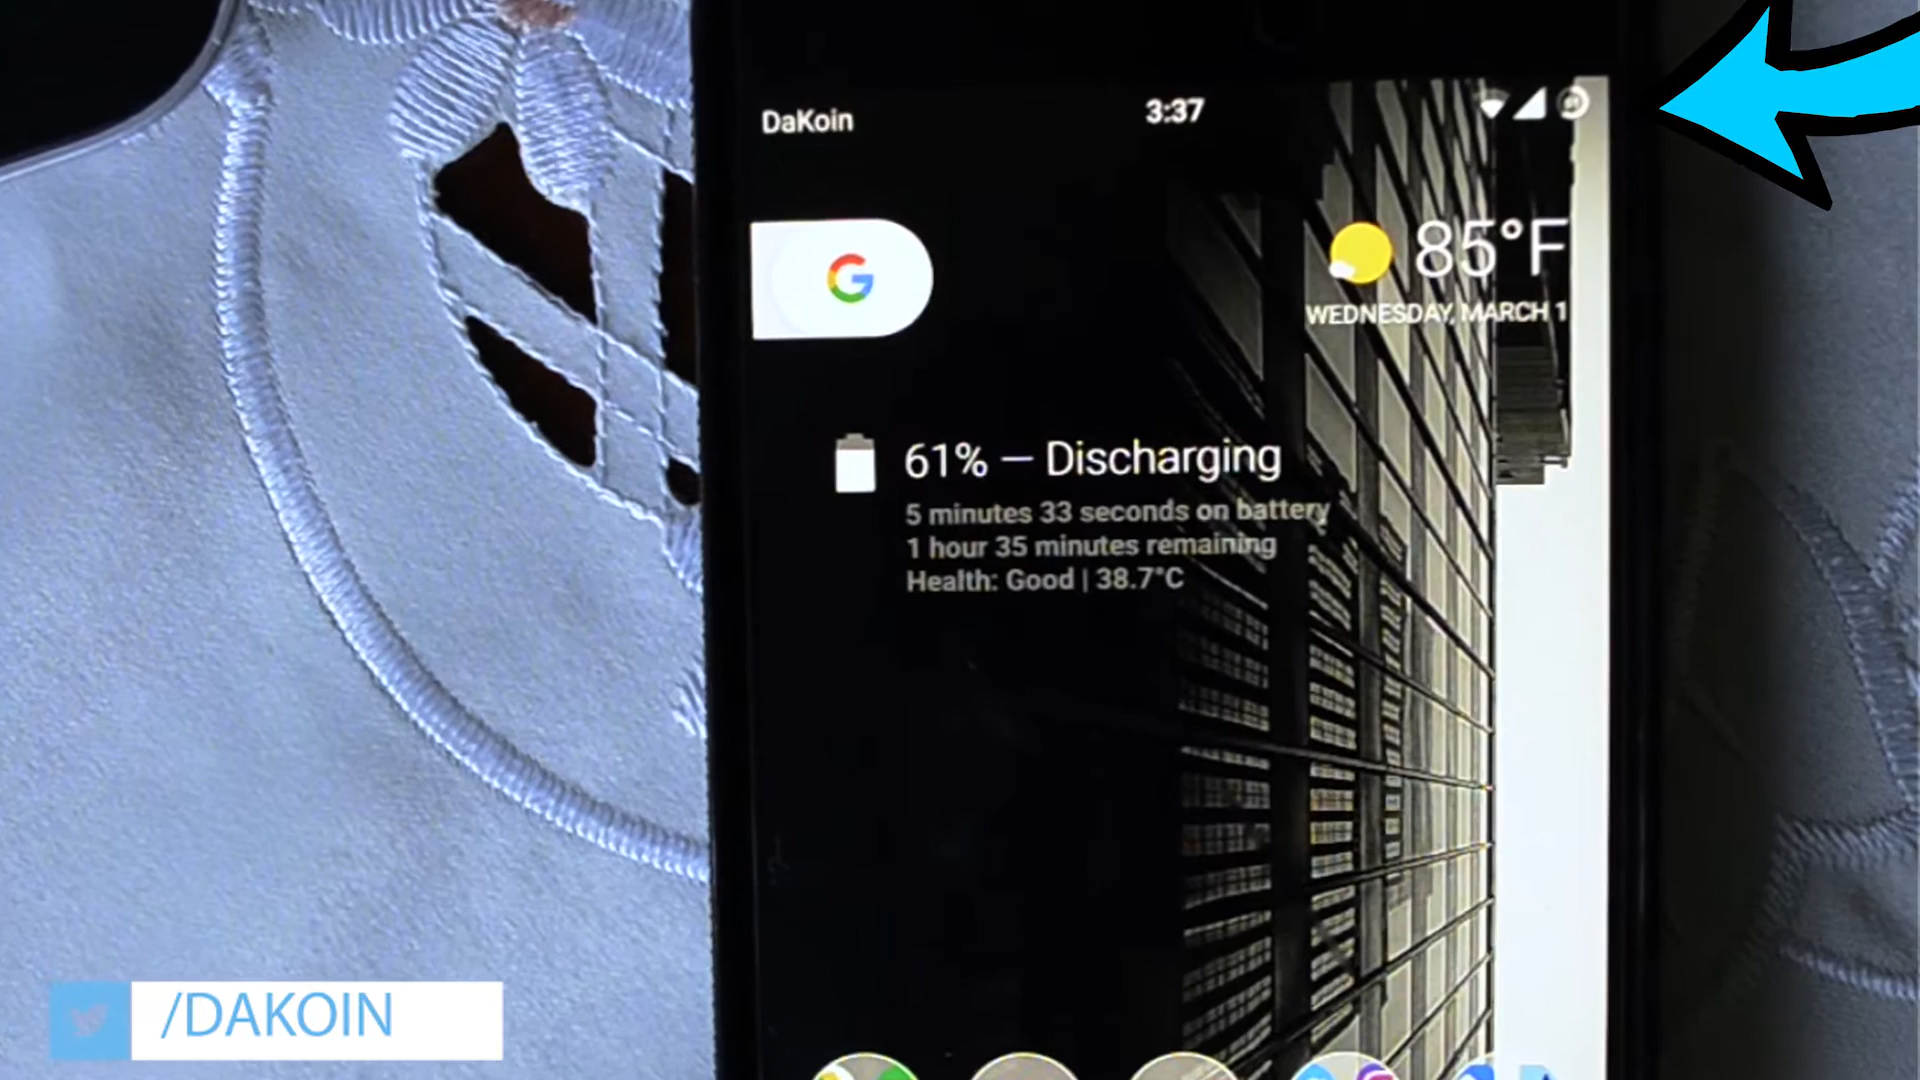 DaKoin
3:37
G
85°F
WEDNESDAY, MARCH 1
61% — Discharging
5 minutes 33 seconds on battery
1 hour 35 minutes remaining
Health: Good | 38.7°C
/DAKOIN